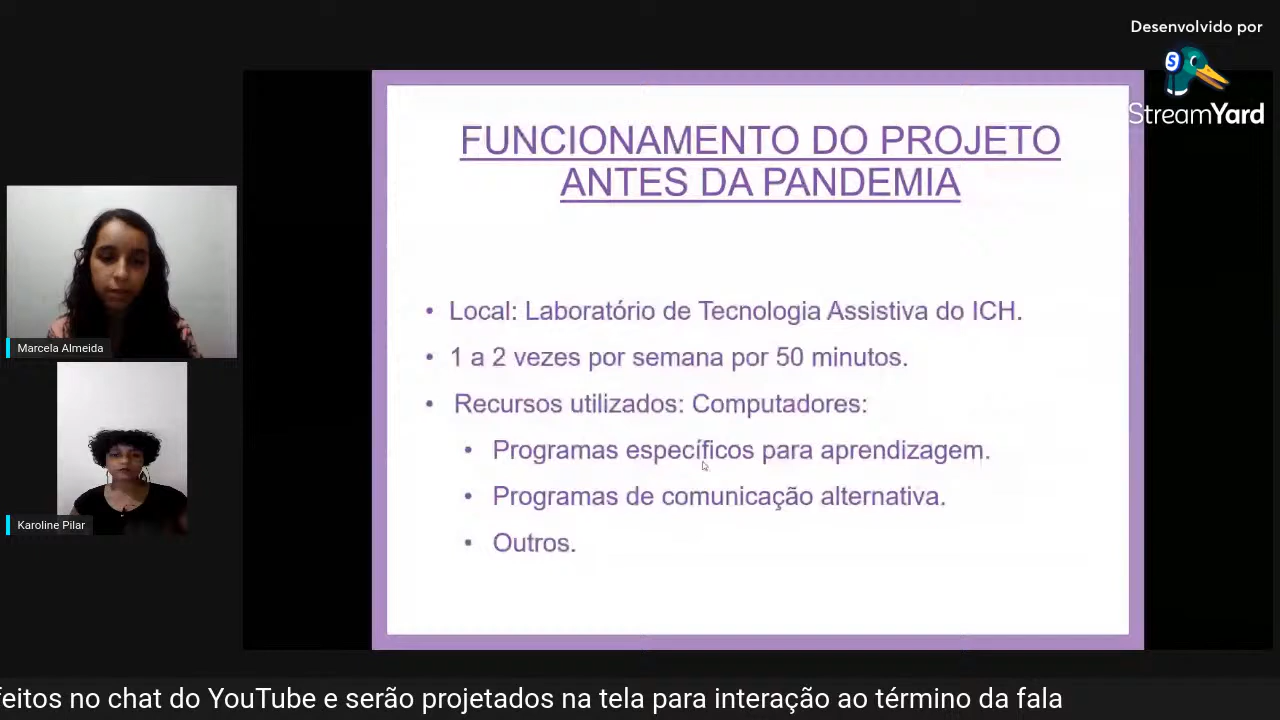 Desenvolvido por
StreamYard
FUNCIONAMENTO DO PROJETO
ANTES DA PANDEMIA
• Local: Laboratório de Tecnologia Assistiva do ICH.
• 1 a 2 vezes por semana por 50 minutos.
• Recursos utilizados: Computadores:
• Programas específicos para aprendizagem.
• Programas de comunicação alternativa.
• Outros.
Marcela Almeida
Karoline Pilar
feitos no chat do YouTube e serão projetados na tela para interação ao término da fala